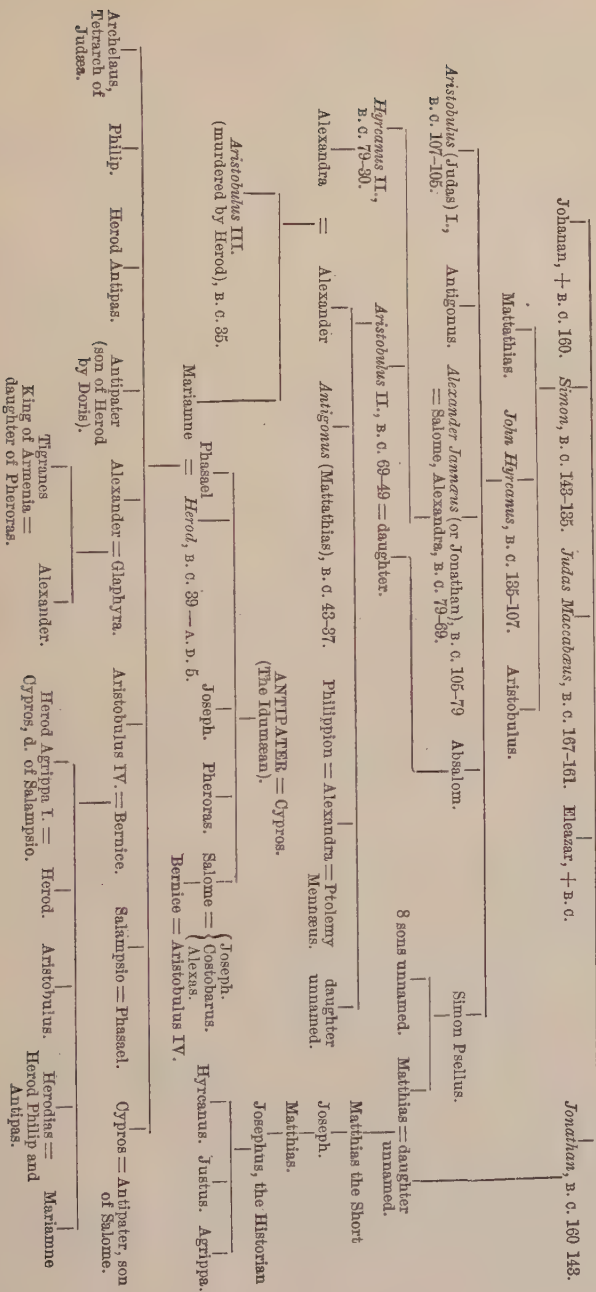 Johanan, + B. C. 160. Simon, B. C. 143-135. Judas Maccabæus, B. C. 167-161. Eleazar, + B. C. Jonathan, B. C. 160 143.
Mattathias. John Hyrcanus, B. C. 135-107. Aristobulus.
Simon Psellus.
Aristobulus (Judas) I.,
B. C. 107-105.
Antigonus.
Alexander Jannæus (or Jonathan), B. C. 105-79
= Salome, Alexandra, B. C. 79-69.
Absalom.
8 sons unnamed. Matthias = daughter
unnamed.
Hyrcanus II.,
B. C. 79-30.
Aristobulus II., B. C. 69-49 = daughter.
Matthias the Short
Alexandra = Alexander Antigonus (Mattathias), B. C. 43-37. Philippion = Alexandra = Ptolemy
Mennæus.
daughter
unnamed.
Joseph.
Matthias.
ANTIPATER = Cypros.
(The Idumæan).
Josephus, the Historian
Aristobulus III.
(murdered by Herod), B. C. 35.
Mariamne = Herod, B. C. 39 — A. D. 5.
Phasael Joseph. Pheroras. Salome = { Joseph.
Costobarus.
Alexas.
Bernice = Aristobulus IV.
Hyrcanus. Justus. Agrippa.
Archelaus,
Tetrarch of
Judæa.
Philip. Herod Antipas.
Antipater
(son of Herod
by Doris).
Alexander = Glaphyra. Aristobulus IV. = Bernice. Salampsio = Phasael. Cypros = Antipater, son
of Salome.
Tigranes
King of Armenia =
daughter of Pheroras.
Alexander.
Herod Agrippa I. =
Cypros, d. of Salampsio.
Herod. Aristobulus.
Herodias =
Herod Philip and
Antipas.
Mariamne